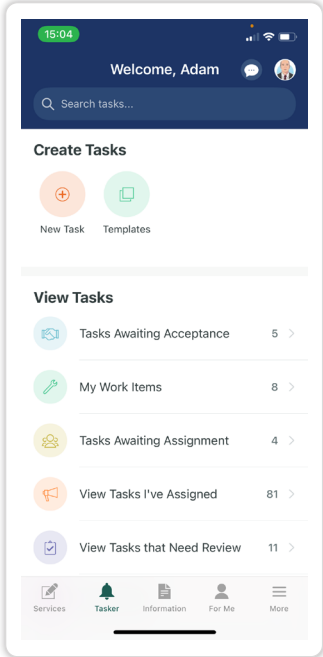 15:04
Welcome, Adam
Search tasks...
Create Tasks
New Task
Templates
View Tasks
Tasks Awaiting Acceptance 5
My Work Items 8
Tasks Awaiting Assignment 4
View Tasks I've Assigned 81
View Tasks that Need Review 11
Services Tasker Information For Me More